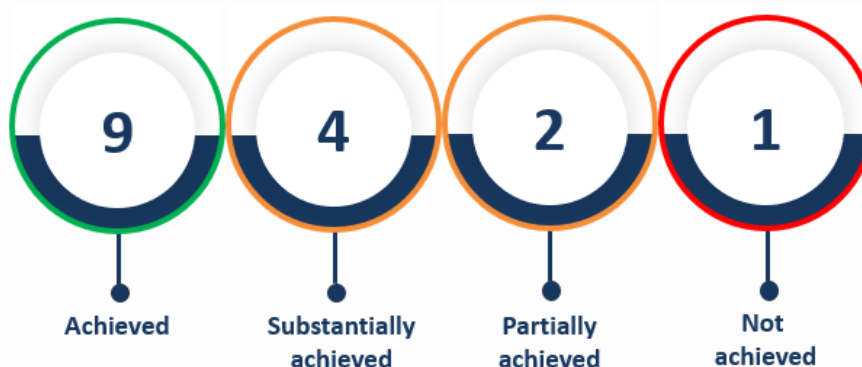 9
4
2
1
Achieved
Substantially
achieved
Partially
achieved
Not
achieved